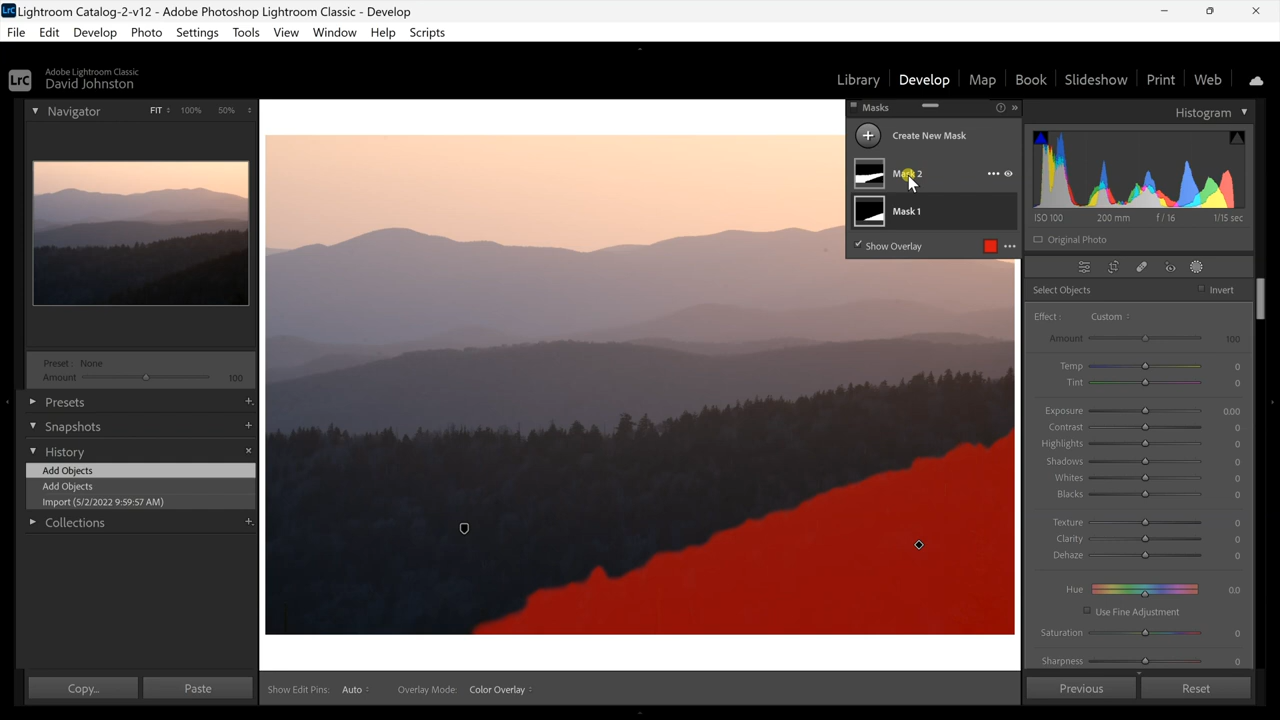 LrC Lightroom Catalog-2-v12 - Adobe Photoshop Lightroom Classic - Develop
File Edit Develop Photo Settings Tools View Window Help Scripts
LrC Adobe Lightroom Classic
David Johnston
Library | Develop | Map | Book | Slideshow | Print | Web
Navigator FIT 100% 50%
Preset: None
Amount 100
Presets
Snapshots
History
Add Objects
Add Objects
Import (5/2/2022 9:59:57 AM)
Collections
Copy... Paste
Masks
Create New Mask
Mask 2
Mask 1
Show Overlay
Show Edit Pins: Auto Overlay Mode: Color Overlay
Histogram
ISO 100 200 mm f / 16 1/15 sec
Original Photo
Select Objects Invert
Effect: Custom
Amount 100
Temp 0
Tint 0
Exposure 0.00
Contrast 0
Highlights 0
Shadows 0
Whites 0
Blacks 0
Texture 0
Clarity 0
Dehaze 0
Hue 0.0
Use Fine Adjustment
Saturation 0
Sharpness 0
Previous Reset